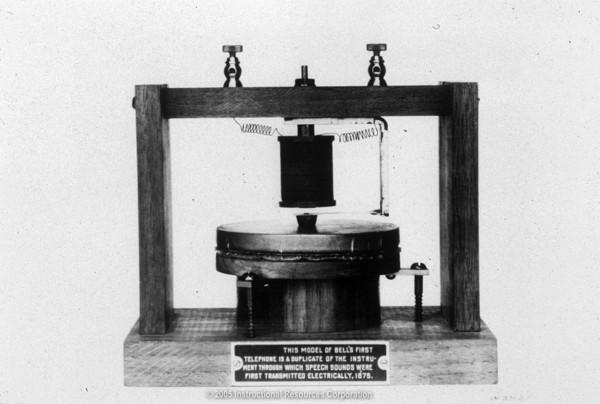 THIS MODEL OF BELL'S FIRST
TELEPHONE IS A DUPLICATE OF THE INSTRU-
MENT THROUGH WHICH SPEECH SOUNDS WERE
FIRST TRANSMITTED ELECTRICALLY, 1875.
© 2005 Instructional Resources Corporation